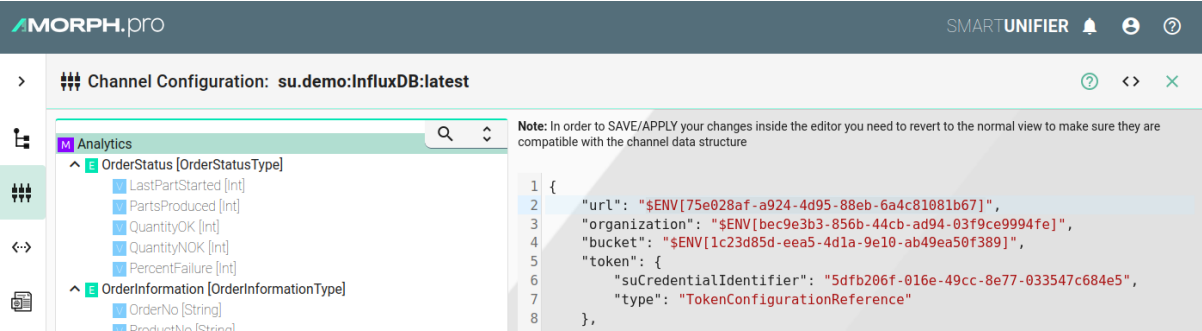 AMORPH.pro
SMARTUNIFIER
Channel Configuration: su.demo:InfluxDB:latest
M Analytics
E OrderStatus [OrderStatusType]
V LastPartStarted [Int]
V PartsProduced [Int]
V QuantityOK [Int]
V QuantityNOK [Int]
V PercentFailure [Int]
E OrderInformation [OrderInformationType]
V OrderNo [String]
V ProductNo [String]
Note: In order to SAVE/APPLY your changes inside the editor you need to revert to the normal view to make sure they are
compatible with the channel data structure
1 {
2 "url": "$ENV[75e028af-a924-4d95-88eb-6a4c81081b67]",
3 "organization": "$ENV[bec9e3b3-856b-44cb-ad94-03f9ce9994fe]",
4 "bucket": "$ENV[1c23d85d-eea5-4d1a-9e10-ab49ea50f389]",
5 "token": {
6 "suCredentialIdentifier": "5dfb206f-016e-49cc-8e77-033547c684e5",
7 "type": "TokenConfigurationReference"
8 },